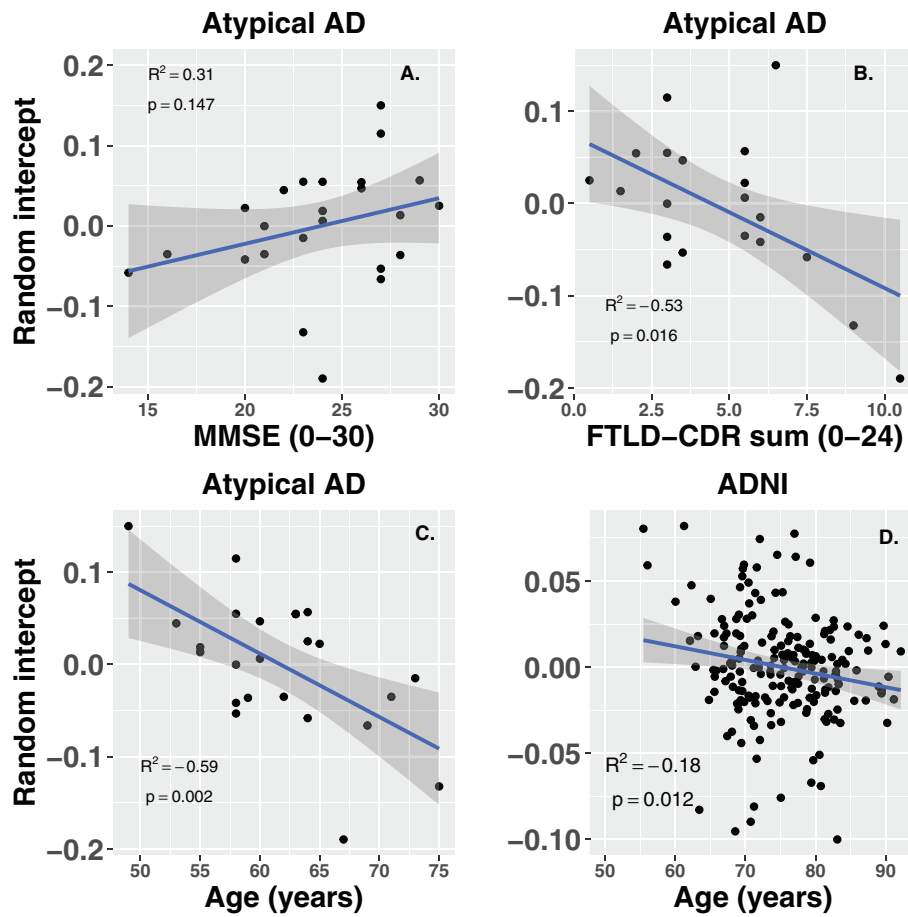 Atypical AD
A.
R² = 0.31
p = 0.147
Random intercept
0.2
0.1
0.0
−0.1
−0.2
15 20 25 30
MMSE (0−30)
Atypical AD
B.
0.1
0.0
−0.1
−0.2
R² = −0.53
p = 0.016
0.0 2.5 5.0 7.5 10.0
FTLD−CDR sum (0−24)
Atypical AD
C.
Random intercept
0.1
0.0
−0.1
−0.2
R² = −0.59
p = 0.002
50 55 60 65 70 75
Age (years)
ADNI
D.
0.05
0.00
−0.05
−0.10
R² = −0.18
p = 0.012
50 60 70 80 90
Age (years)